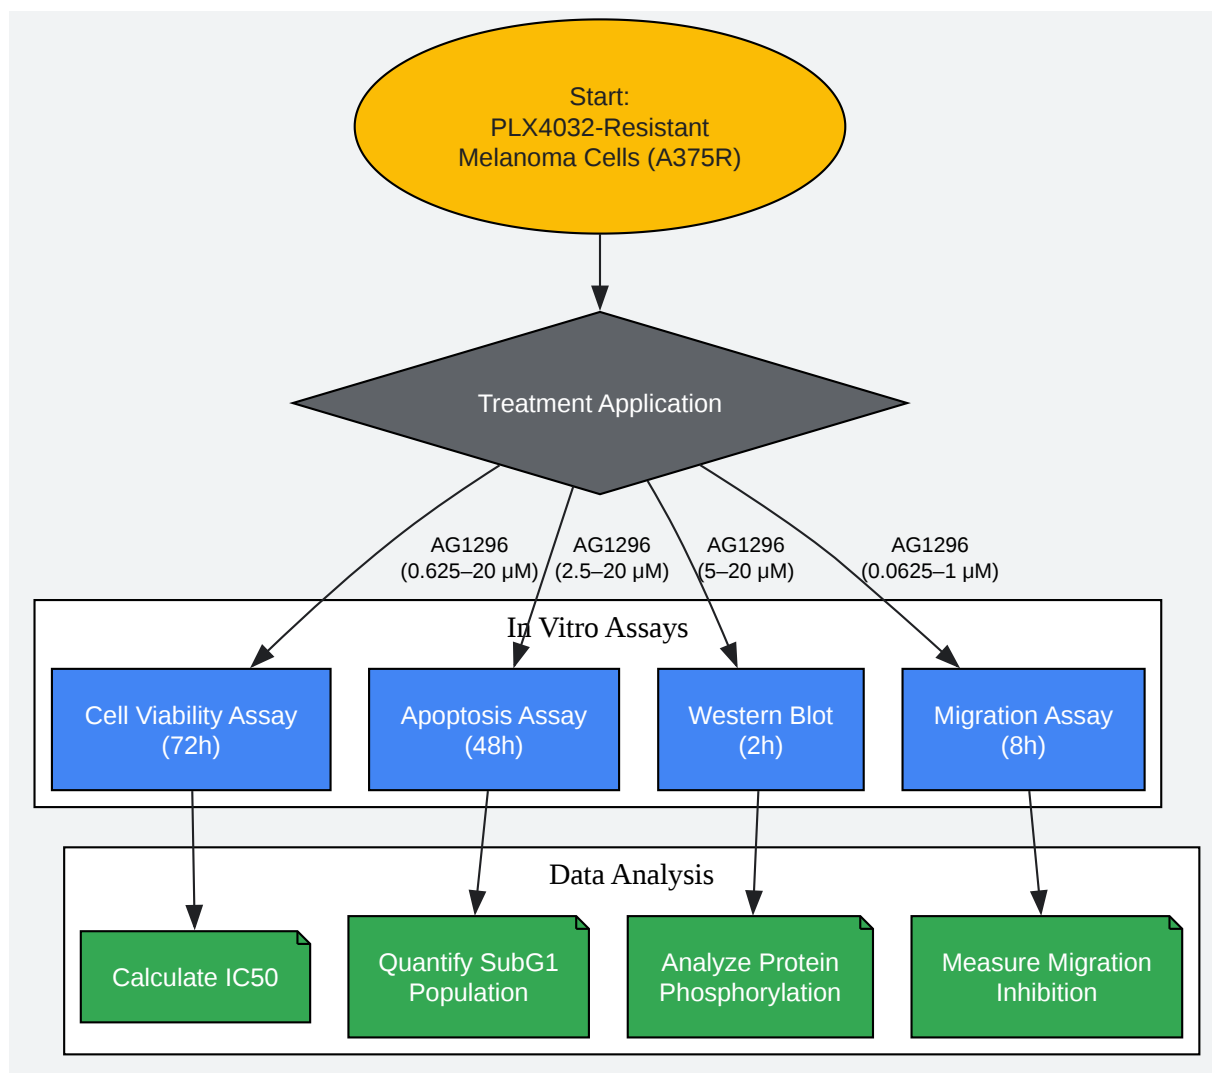 Start:
PLX4032-Resistant
Melanoma Cells (A375R)
Treatment Application
AG1296
(0.625–20 μM)
AG1296
(2.5–20 μM)
AG1296
(5–20 μM)
AG1296
(0.0625–1 μM)
In Vitro Assays
Cell Viability Assay
(72h)
Apoptosis Assay
(48h)
Western Blot
(2h)
Migration Assay
(8h)
Data Analysis
Calculate IC50
Quantify SubG1
Population
Analyze Protein
Phosphorylation
Measure Migration
Inhibition